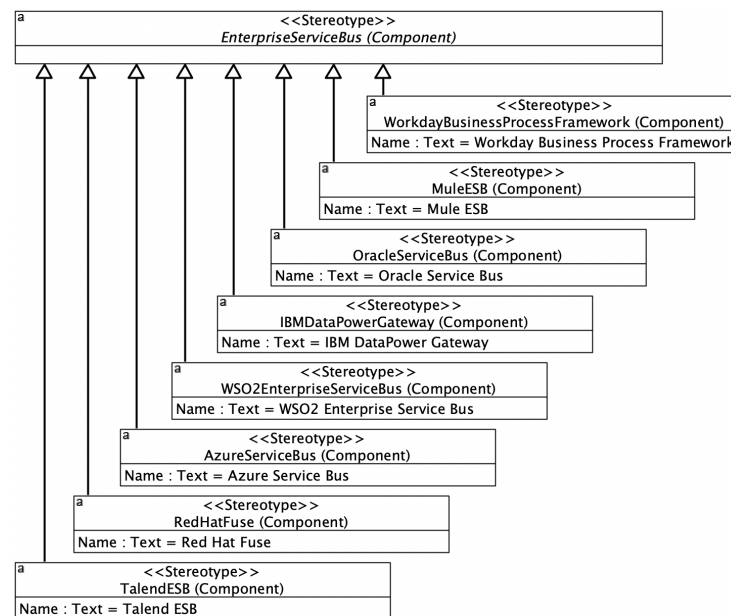 a
<<Stereotype>>
EnterpriseServiceBus (Component)
a
<<Stereotype>>
WorkdayBusinessProcessFramework (Component)
Name : Text = Workday Business Process Framework
a
<<Stereotype>>
MuleESB (Component)
Name : Text = Mule ESB
a
<<Stereotype>>
OracleServiceBus (Component)
Name : Text = Oracle Service Bus
a
<<Stereotype>>
IBMDataPowerGateway (Component)
Name : Text = IBM DataPower Gateway
a
<<Stereotype>>
WSO2EnterpriseServiceBus (Component)
Name : Text = WSO2 Enterprise Service Bus
a
<<Stereotype>>
AzureServiceBus (Component)
Name : Text = Azure Service Bus
a
<<Stereotype>>
RedHatFuse (Component)
Name : Text = Red Hat Fuse
a
<<Stereotype>>
TalendESB (Component)
Name : Text = Talend ESB